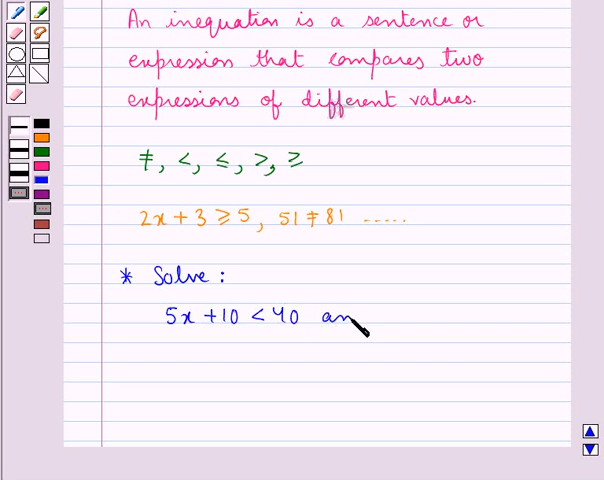 An inequation is a sentence or
expression that compares two
expressions of different values.
≠, <, ≤, >, ≥
2x + 3 ≥ 5, 51 ≠ 81 .....
* Solve :
5x + 10 < 40 an